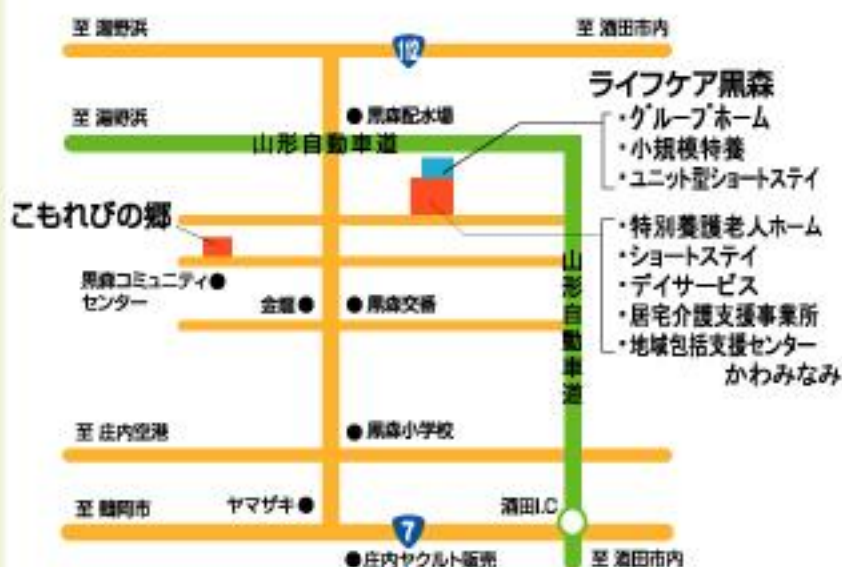 至 湯野浜
至 酒田市内
112
ライフケア黒森
・グループホーム
・小規模特養
・ユニット型ショートステイ
至 湯野浜
●黒森配水場
山形自動車道
こもれびの郷
・特別養護老人ホーム
・ショートステイ
・デイサービス
・居宅介護支援事業所
・地域包括支援センター
かわみなみ
黒森コミュニティ●
センター
●黒森交番
山形自動車道
至 庄内空港
●黒森小学校
至 鶴岡市
ヤマザキ●
酒田I.C
7
●庄内ヤクルト販売
至 酒田市内